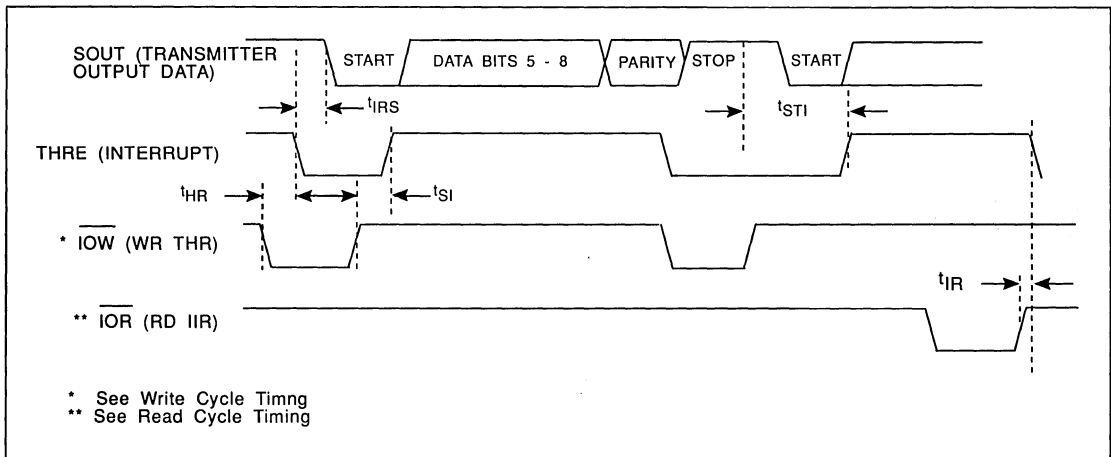 SOUT (TRANSMITTER
OUTPUT DATA)
START
DATA BITS 5 - 8
PARITY
STOP
START
tIRS
tSTI
THRE (INTERRUPT)
tHR
tSI
* IOW (WR THR)
tIR
** IOR (RD IIR)
* See Write Cycle Timng
** See Read Cycle Timing